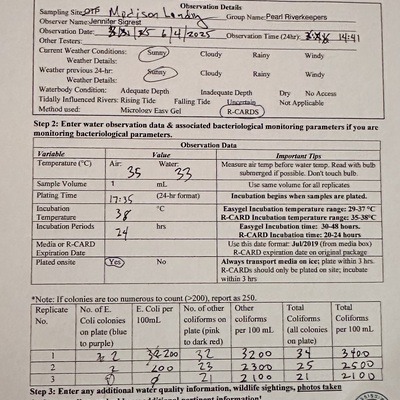 Observation Details
Sampling Site: OTF Madison Landry Group Name: Pearl Riverkeepers
Observer Name: Jennifer Sigrest
Observation Date: 6/4/2025 Observation Time (24hr): 14:41
Other Testers:
Current Weather Conditions: Sunny Cloudy Rainy Windy
Weather Details:
Weather previous 24-hr: Sunny Cloudy Rainy Windy
Weather Details:
Waterbody Condition: Adequate Depth Inadequate Depth Dry No Access
Tidally Influenced Rivers: Rising Tide Falling Tide Uncertain Not Applicable
Method used: Micrology Easy Gel R-CARDS
Step 2: Enter water observation data & associated bacteriological monitoring parameters if you are
monitoring bacteriological parameters.
Observation Data
Variable Value Important Tips
Temperature (°C) Air: 35 Water: 33 Measure air temp before water temp. Read with bulb
submerged if possible. Don't touch bulb.
Sample Volume 1 mL Use same volume for all replicates
Plating Time 17:35 (24-hr format) Incubation begins when samples are plated.
Incubation Temperature 38 °C Easygel Incubation temperature range: 29-37 °C
R-CARD Incubation temperature range: 35-38°C
Incubation Periods 24 hrs Easygel Incubation time: 30-48 hours.
R-CARD Incubation time: 20-24 hours
Media or R-CARD Expiration Date Use this date format: Jul/2019 (from media box)
R-CARD expiration date on original package
Plated onsite Yes No Always transport media on ice; plate within 3 hrs.
R-CARDs should only be plated on site; incubate
within 3 hrs
*Note: If colonies are too numerous to count (>200), report as 250.
Replicate No. No. of E. Coli colonies on plate (blue to purple) E. Coli per 100mL No. of other coliforms on plate (pink to dark red) Other coliforms per 100 mL Total Coliforms (all colonies on plate) Total Coliforms per 100 mL
1 2 200 32 3200 34 3400
2 2 200 23 2300 25 2500
3 0 0 21 2100 21 2100
Step 3: Enter any additional water quality information, wildlife sightings, photos taken